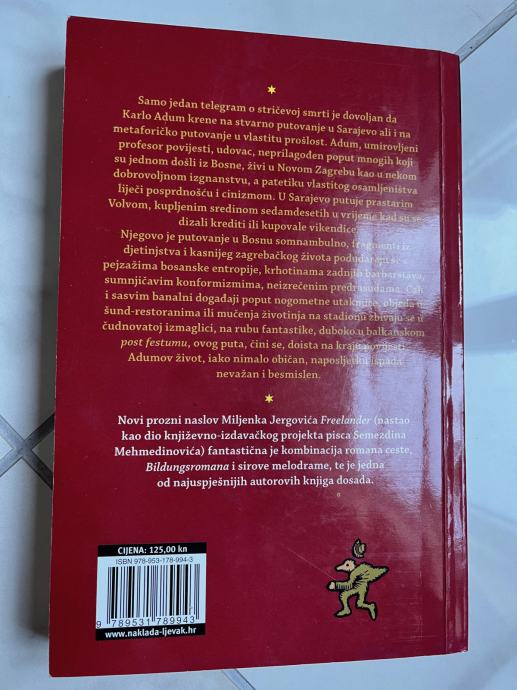 Samo jedan telegram o stričevoj smrti je dovoljan da
Karlo Adum krene na stvarno putovanje u Sarajevo ali i na
metaforičko putovanje u vlastitu prošlost. Adum, umirovljeni
profesor povijesti, udovac, neprilagođen poput mnogih koji
su jednom došli iz Bosne, živi u Novom Zagrebu kao u nekom
dobrovoljnom izgnanstvu, a patetiku vlastitog osamljeništva
liječi posprdnošću i cinizmom. U Sarajevo putuje prastarim
Volvom, kupljenim sredinom sedamdesetih u vrijeme kad su se
dizali krediti ili kupovale vikendice.
Njegovo je putovanje u Bosnu somnambulno, fragmenti iz
djetinjstva i kasnijeg zagrebačkog života podudaraju se s
pejzažima bosanske entropije, krhotinama zadnjih barbarstava,
sumnjičavim konformizmima, neizrečenim predrasudama. Čak
i sasvim banalni događaji poput nogometne utakmice, objeda u
šund-restoranima ili mučenja životinja na stadionu zbivaju se u
čudnovatoj izmaglici, na rubu fantastike, duboko u balkanskom
post festumu, ovog puta, čini se, doista na kraju povijesti.
Adumov život, iako nimalo običan, naposljetku ispada
nevažan i besmislen.
Novi prozni naslov Miljenka Jergovića Freelander (nastao
kao dio književno-izdavačkog projekta pisca Semezdina
Mehmedinovića) fantastična je kombinacija romana ceste,
Bildungsromana i sirove melodrame, te je jedna
od najuspješnijih autorovih knjiga dosada.
CIJENA: 125,00 kn
ISBN 978-953-178-994-3
9 789531 789943
www.naklada-ljevak.hr